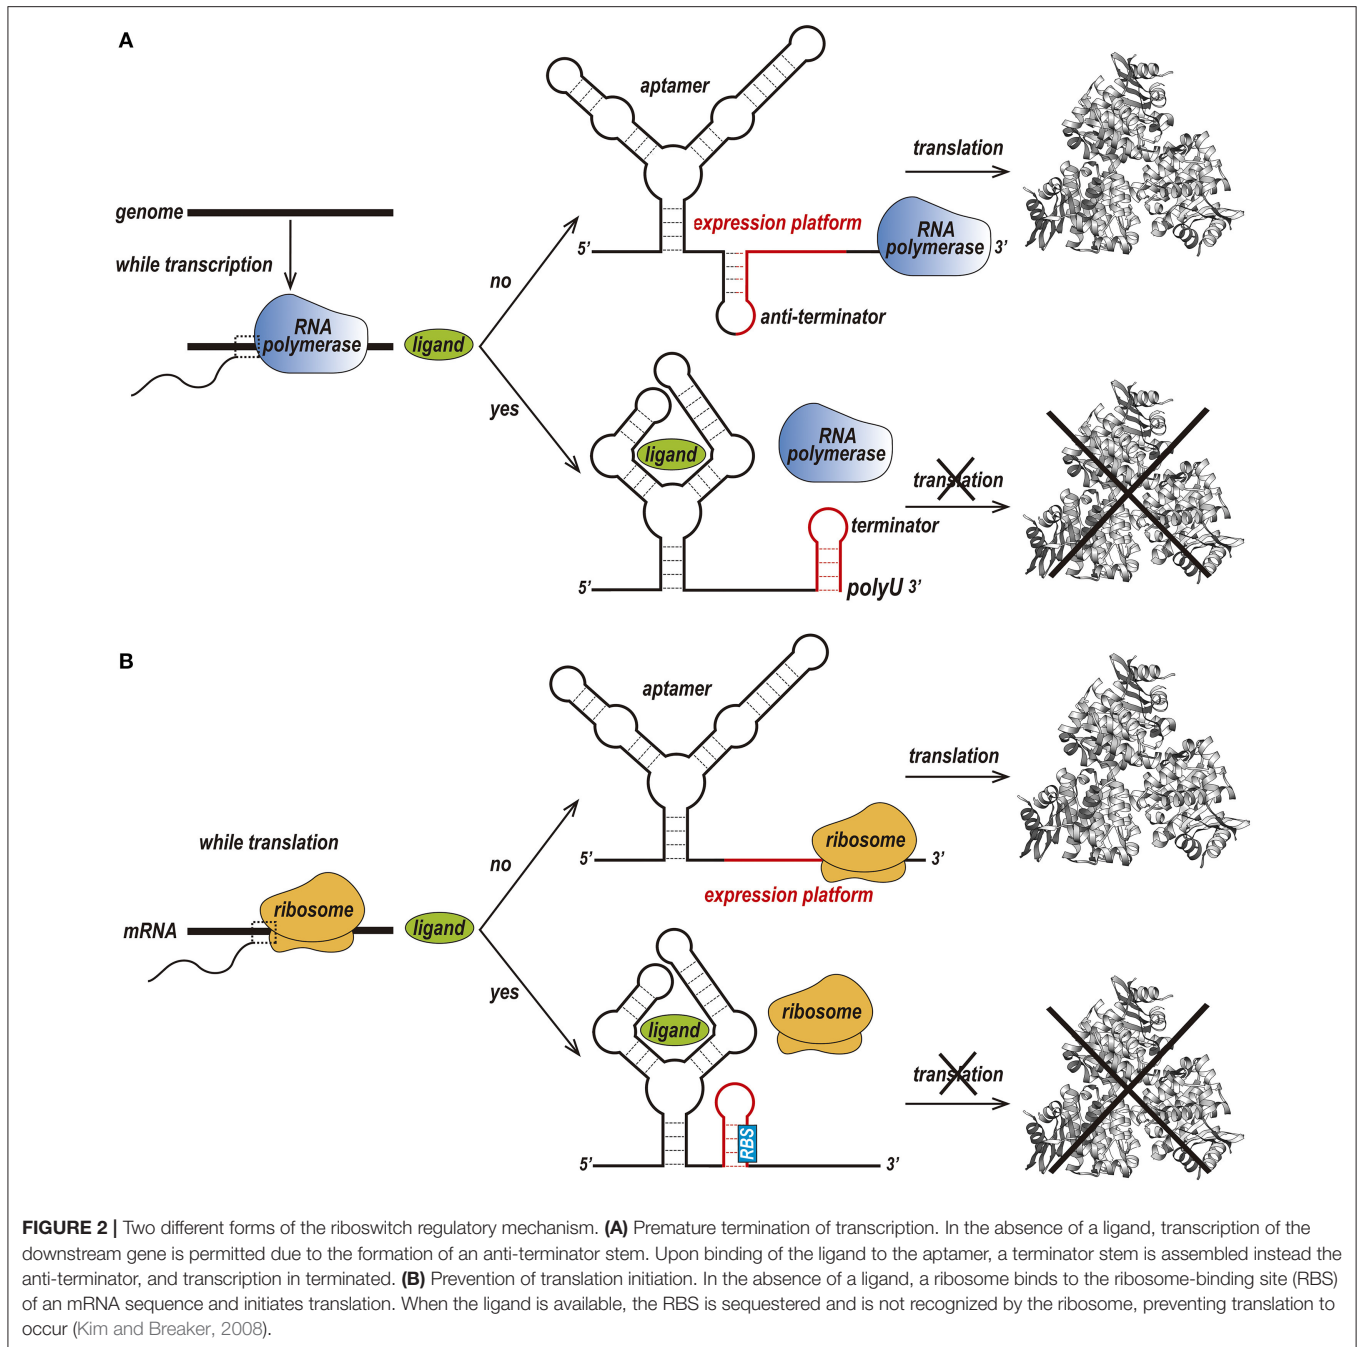 A
aptamer
translation
genome
expression platform
RNA
polymerase
5’
3’
while transcription
no
anti-terminator
RNA
polymerase
ligand
yes
RNA
polymerase
ligand
translation
terminator
5’
polyU 3’
B
aptamer
translation
while translation
no
ribosome
5’
3’
expression platform
ribosome
mRNA
ligand
yes
ribosome
ligand
translation
RBS
5’
3’
FIGURE 2 | Two different forms of the riboswitch regulatory mechanism. (A) Premature termination of transcription. In the absence of a ligand, transcription of the
downstream gene is permitted due to the formation of an anti-terminator stem. Upon binding of the ligand to the aptamer, a terminator stem is assembled instead the
anti-terminator, and transcription in terminated. (B) Prevention of translation initiation. In the absence of a ligand, a ribosome binds to the ribosome-binding site (RBS)
of an mRNA sequence and initiates translation. When the ligand is available, the RBS is sequestered and is not recognized by the ribosome, preventing translation to
occur (Kim and Breaker, 2008).